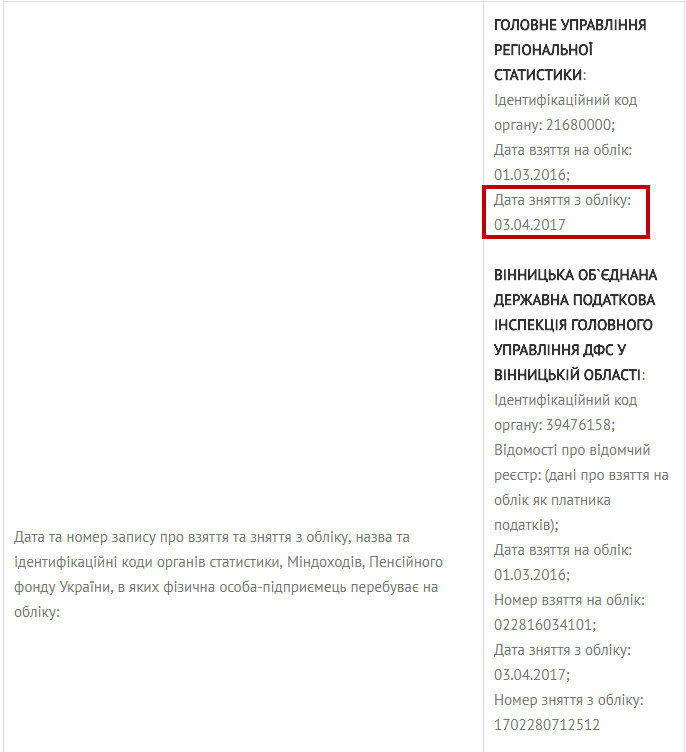 ГОЛОВНЕ УПРАВЛІННЯ
РЕГІОНАЛЬНОЇ
СТАТИСТИКИ:
Ідентифікаційний код
органу: 21680000;
Дата взяття на облік:
01.03.2016;
Дата зняття з обліку:
03.04.2017
ВІННИЦЬКА ОБ`ЄДНАНА
ДЕРЖАВНА ПОДАТКОВА
ІНСПЕКЦІЯ ГОЛОВНОГО
УПРАВЛІННЯ ДФС У
ВІННИЦЬКІЙ ОБЛАСТІ:
Ідентифікаційний код
органу: 39476158;
Відомості про відомчий
реєстр: (дані про взяття на
облік як платника
податків);
Дата взяття на облік:
01.03.2016;
Номер взяття на облік:
022816034101;
Дата зняття з обліку:
03.04.2017;
Номер зняття з обліку:
1702280712512
Дата та номер запису про взяття та зняття з обліку, назва та
ідентифікаційні коди органів статистики, Міндоходів, Пенсійного
фонду України, в яких фізична особа-підприємець перебуває на
обліку: